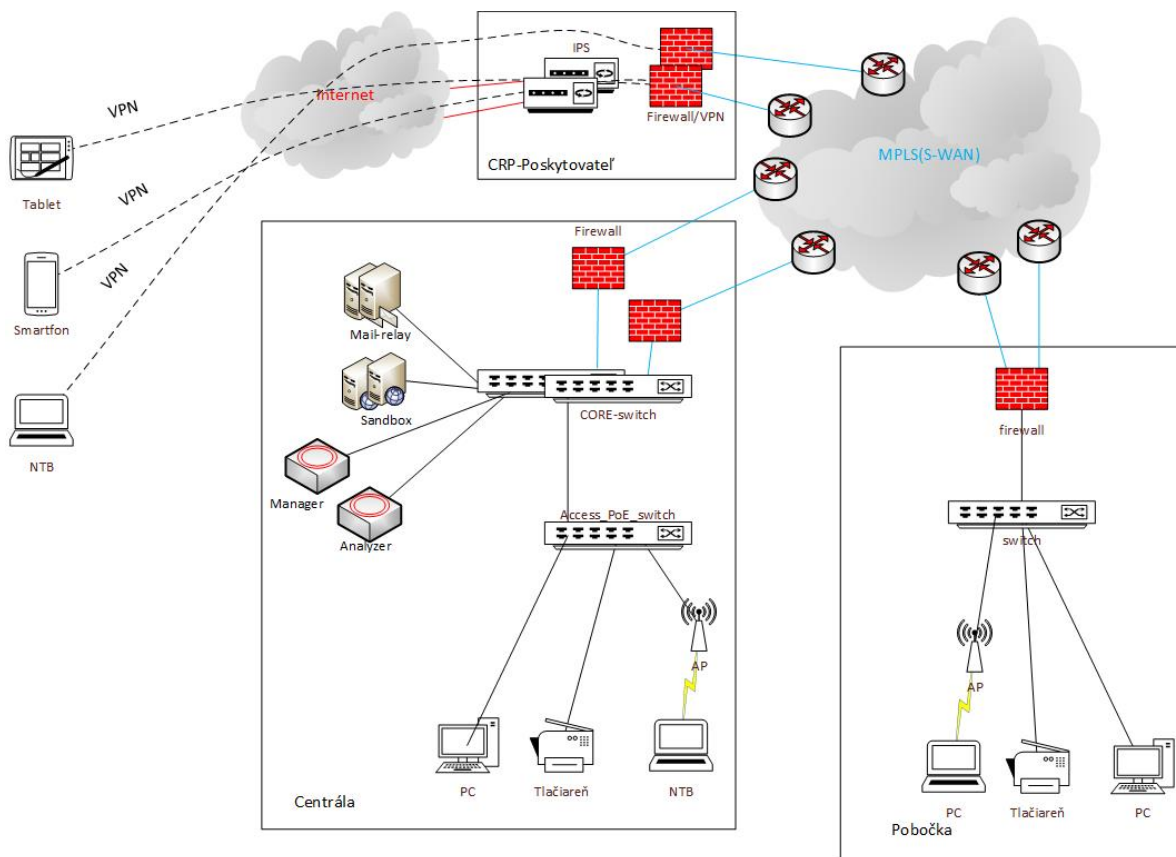 IPS
Internet
VPN
Firewall/VPN
CRP-Poskytovateľ
MPLS(S-WAN)
Tablet
VPN
VPN
Smartfon
NTB
Firewall
Mail-relay
Sandbox
CORE-switch
Manager
Analyzer
Access_PoE_switch
AP
PC
Tlačiareň
NTB
Centrála
firewall
switch
AP
PC
Tlačiareň
PC
Pobočka